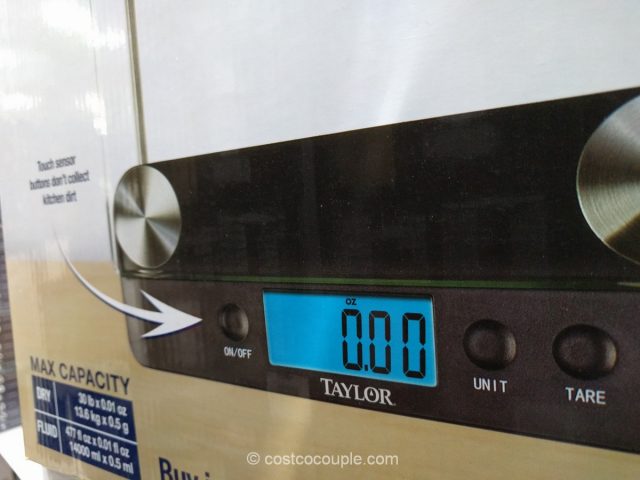 Touch sensor
buttons don't collect
kitchen dirt
OZ
0.00
ON/OFF
TAYLOR
UNIT
TARE
MAX CAPACITY
DRY
30 lb x 0.01 oz
13.6 kg x 0.5 g
FLUID
477 fl oz x 0.01 fl oz
14000 ml x 0.5 ml
© costcocouple.com